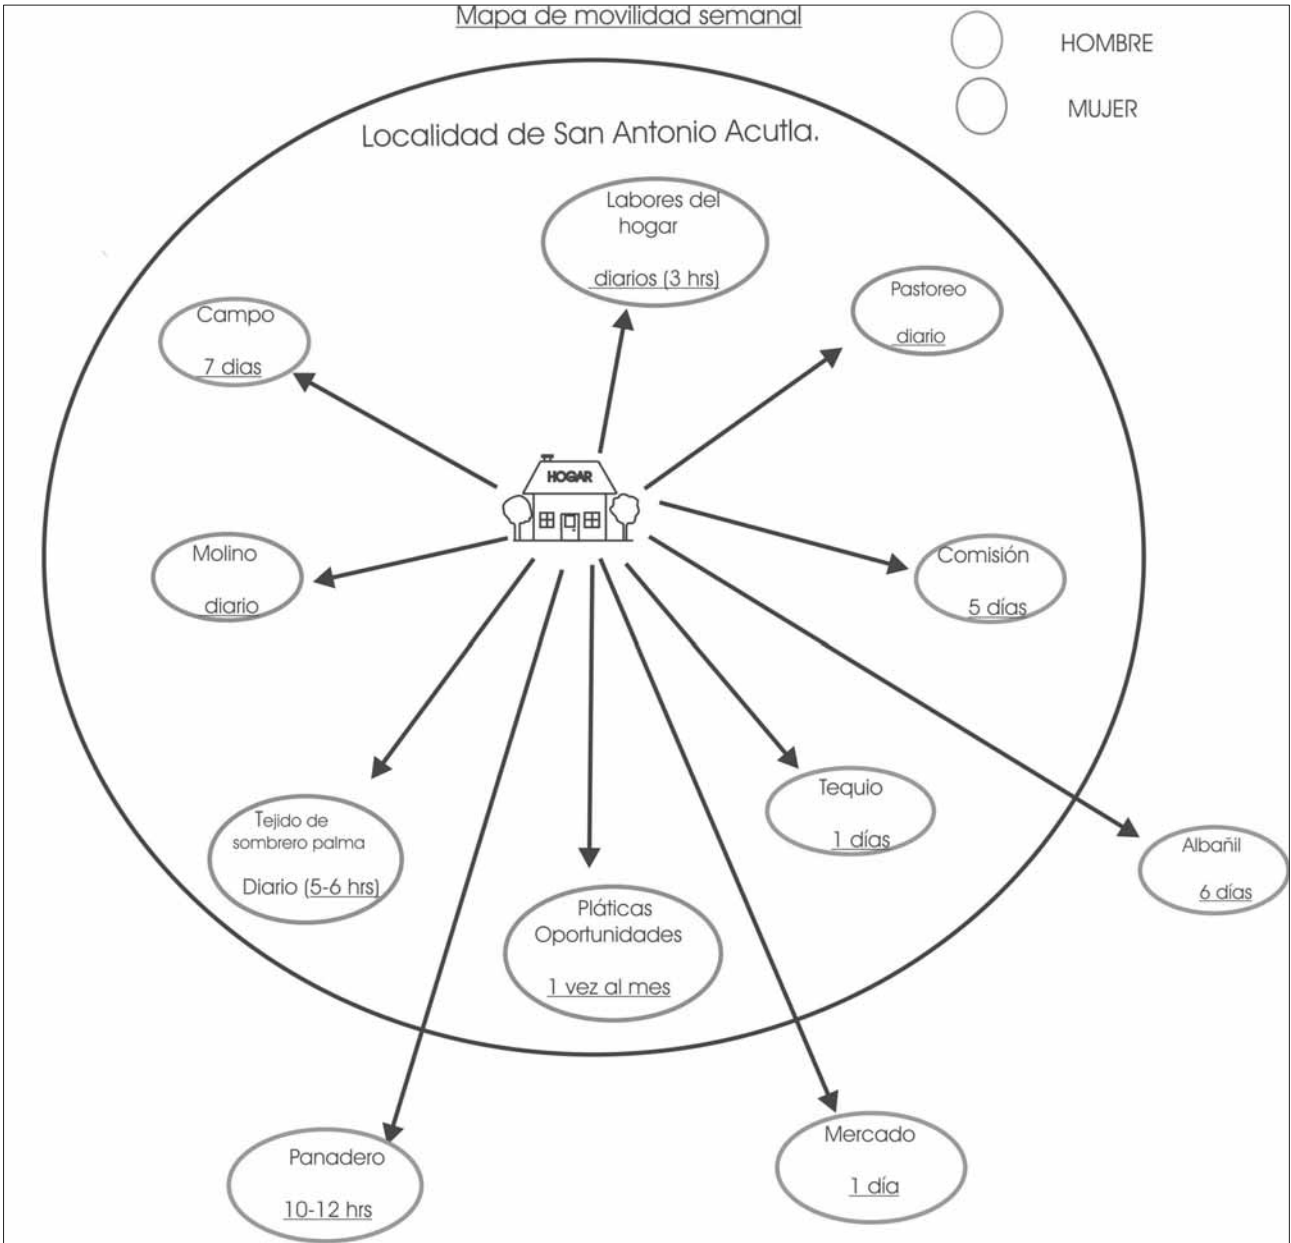 Mapa de movilidad semanal
HOMBRE
MUJER
Localidad de San Antonio Acutla.
Labores del
hogar
diarios (3 hrs)
Pastoreo
diario
Campo
7 dias
HOGAR
Molino
diario
Comisión
5 días
Tequio
1 días
Albañil
6 días
Tejido de
sombrero palma
Diario (5-6 hrs)
Pláticas
Oportunidades
1 vez al mes
Mercado
1 día
Panadero
10-12 hrs